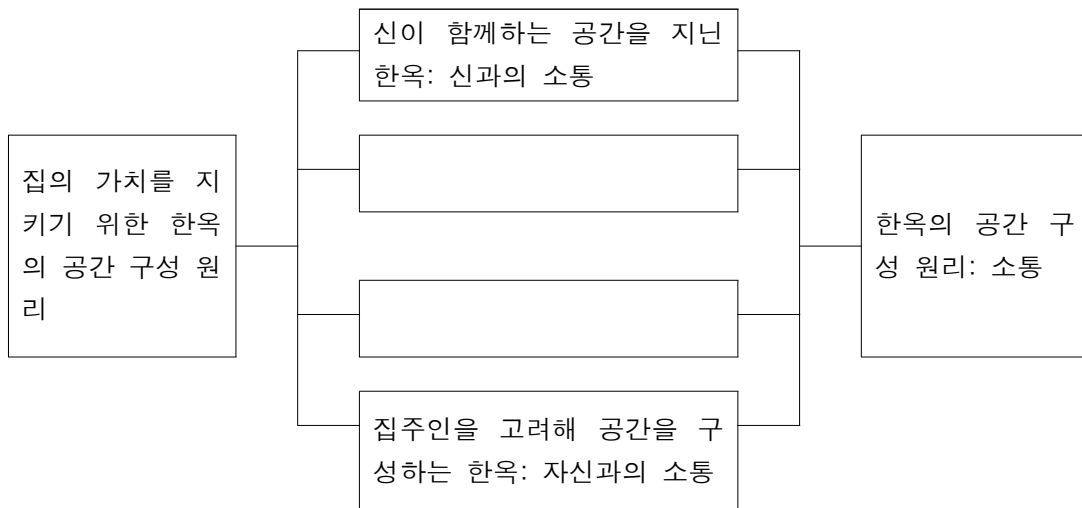 신이 함께하는 공간을 지닌
한옥: 신과의 소통
집의 가치를 지
키기 위한 한옥
의 공간 구성 원
리
한옥의 공간 구
성 원리: 소통
집주인을 고려해 공간을 구
성하는 한옥: 자신과의 소통